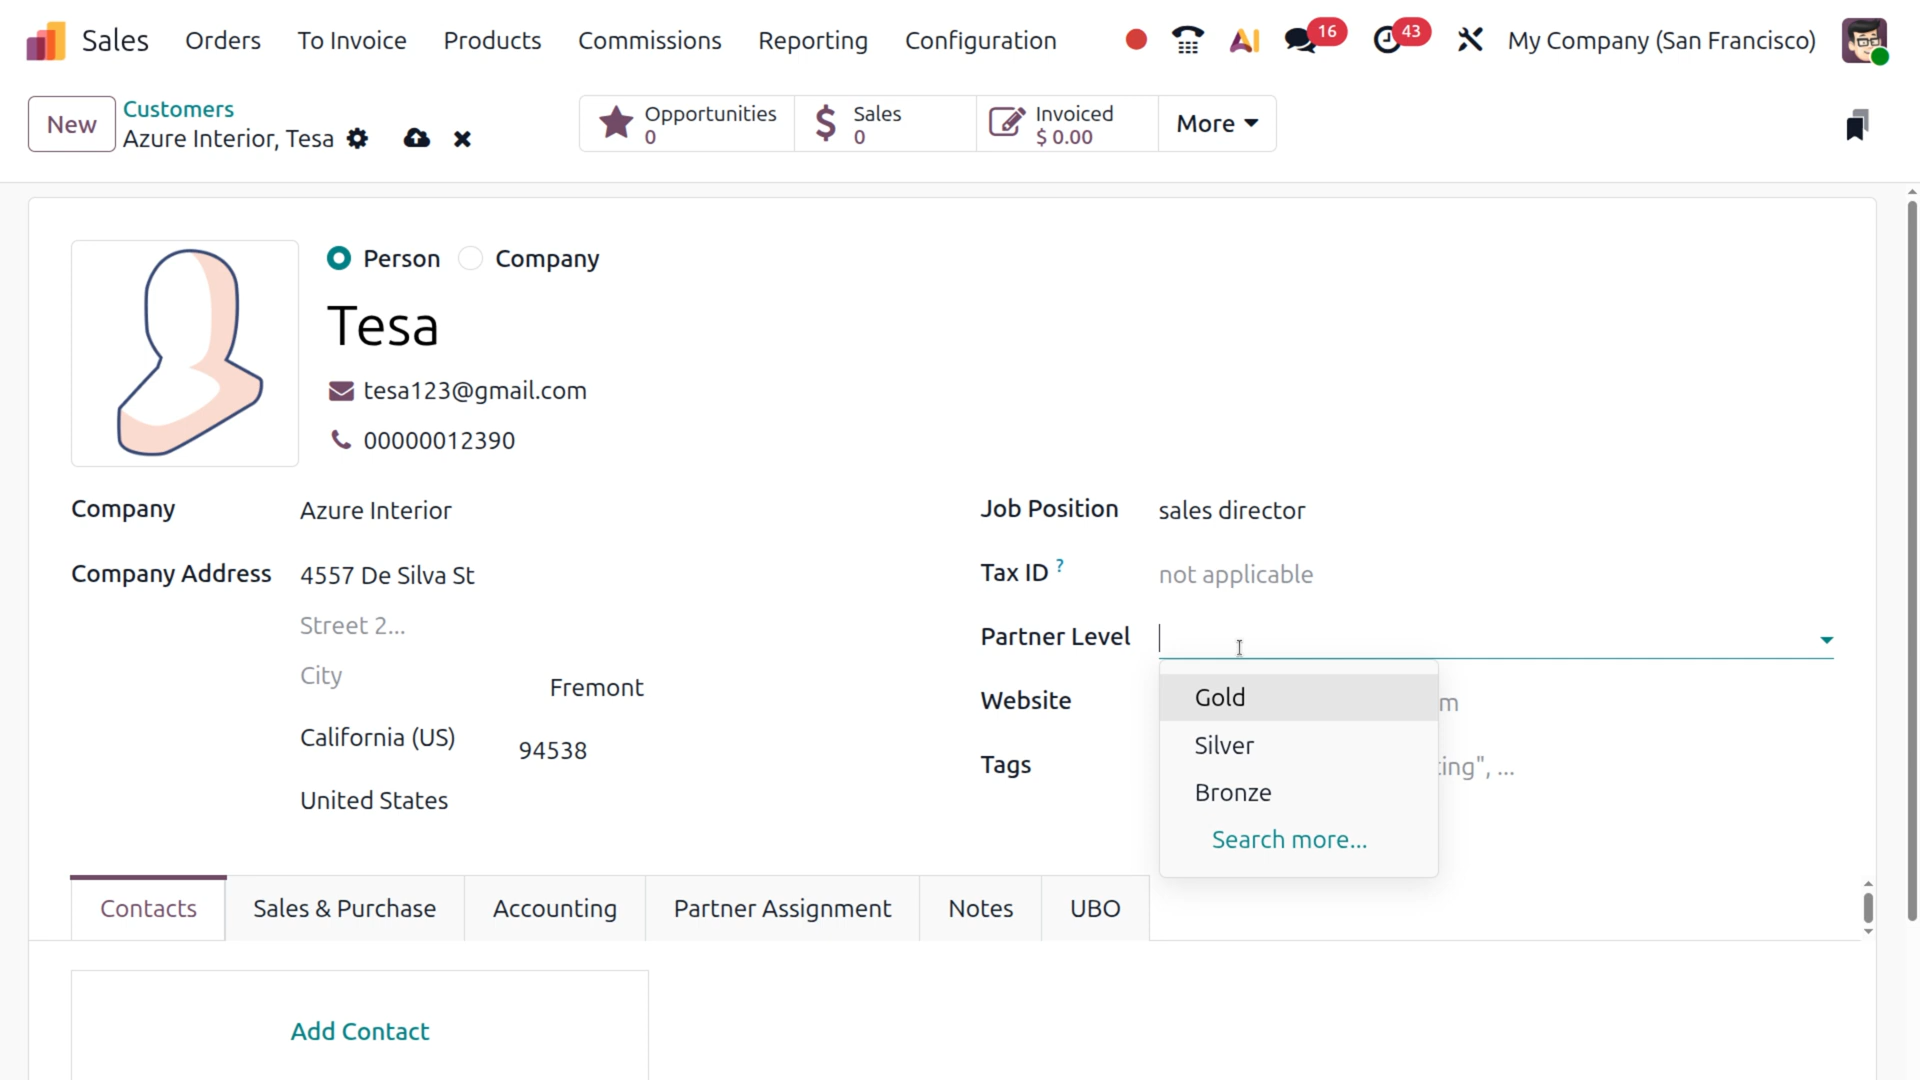 Sales Orders To Invoice Products Commissions Reporting Configuration 16 43 My Company (San Francisco)
New
Customers
Azure Interior, Tesa
Opportunities
0
Sales
0
Invoiced
$ 0.00
More
Person Company
Tesa
tesa123@gmail.com
00000012390
Company Azure Interior
Company Address 4557 De Silva St
Street 2...
City Fremont
California (US) 94538
United States
Job Position sales director
Tax ID ? not applicable
Partner Level
Website m
Tags ing", ...
Gold
Silver
Bronze
Search more...
Contacts Sales & Purchase Accounting Partner Assignment Notes UBO
Add Contact